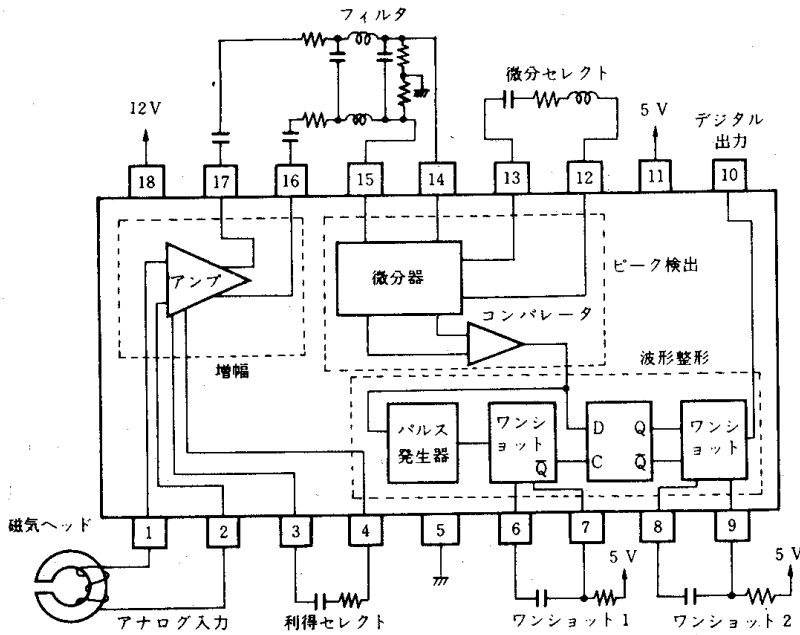 フィルタ
微分セレクト
12V
5 V
デジタル
出力
18
17
16
15
14
13
12
11
10
アンプ
微分器
ピーク検出
コンパレータ
増幅
波形整形
パルス
発生器
ワンシ
ョット
Q̅
D
C
Q
Q̅
ワンシ
ョット
磁気ヘッド
1
2
3
4
5
6
7
8
9
5 V
5 V
アナログ入力
利得セレクト
ワンショット1
ワンショット2